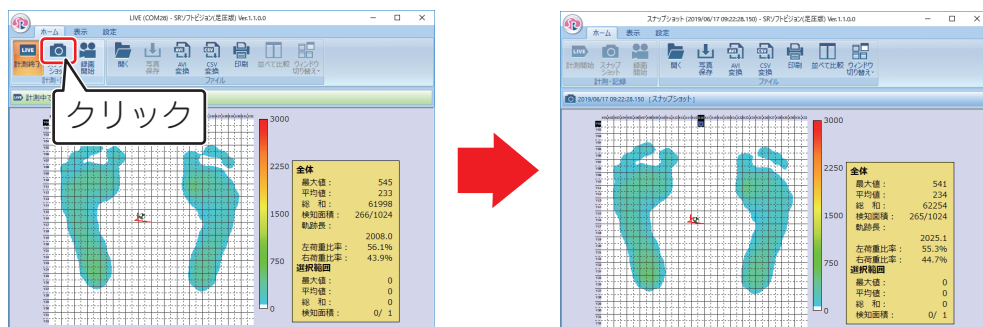 LIVE (COM28) - SRソフトビジョン(足圧版) Ver.1.1.0.0
ホーム 表示 設定
LIVE
計測終了 スナップショット 録画開始 開く 写真保存 AVI変換 CSV変換 印刷 並べて比較 ウィンドウ切り替え
計測・ ファイル
LIVE 計測中で
クリック
3000
2250
1500
750
0
全体
最大値： 545
平均値： 233
総 和： 61998
検知面積： 266/1024
軌跡長：
2008.0
左荷重比率： 56.1%
右荷重比率： 43.9%
選択範囲
最大値： 0
平均値： 0
総 和： 0
検知面積： 0/ 1
スナップショット (2019/06/17 09:22:28.150) - SRソフトビジョン(足圧版) Ver.1.1.0.0
ホーム 表示 設定
LIVE
計測開始 スナップショット 録画開始 開く 写真保存 AVI変換 CSV変換 印刷 並べて比較 ウィンドウ切り替え
計測・記録 ファイル
2019/06/17 09:22:28.150 [スナップショット]
3000
2250
1500
750
0
全体
最大値： 541
平均値： 234
総 和： 62254
検知面積： 265/1024
軌跡長：
2025.1
左荷重比率： 55.3%
右荷重比率： 44.7%
選択範囲
最大値： 0
平均値： 0
総 和： 0
検知面積： 0/ 1